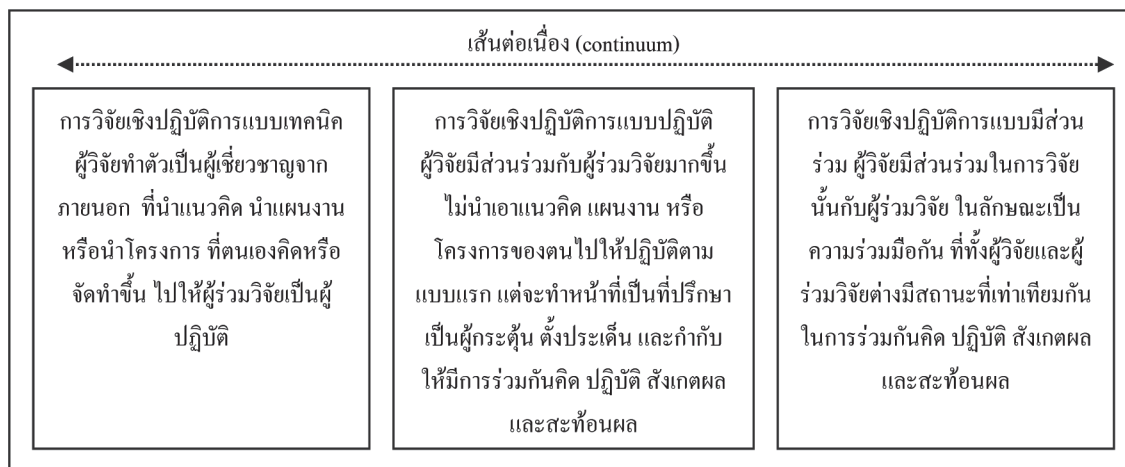 เส้นต่อเนื่อง (continuum)
การวิจัยเชิงปฏิบัติการแบบเทคนิค
ผู้วิจัยทำตัวเป็นผู้เชี่ยวชาญจาก
ภายนอก ที่นำแนวคิด นำแผนงาน
หรือนำโครงการ ที่ตนเองคิดหรือ
จัดทำขึ้น ไปให้ผู้ร่วมวิจัยเป็นผู้
ปฏิบัติ
การวิจัยเชิงปฏิบัติการแบบปฏิบัติ
ผู้วิจัยมีส่วนร่วมกับผู้ร่วมวิจัยมากขึ้น
ไม่นำเอาแนวคิด แผนงาน หรือ
โครงการของตนไปให้ปฏิบัติตาม
แบบแรก แต่จะทำหน้าที่เป็นที่ปรึกษา
เป็นผู้กระตุ้น ตั้งประเด็น และกำกับ
ให้มีการร่วมกันคิด ปฏิบัติ สังเกตผล
และสะท้อนผล
การวิจัยเชิงปฏิบัติการแบบมีส่วน
ร่วม ผู้วิจัยมีส่วนร่วมในการวิจัย
นั้นกับผู้ร่วมวิจัย ในลักษณะเป็น
ความร่วมมือกัน ที่ทั้งผู้วิจัยและผู้
ร่วมวิจัยต่างมีสถานะที่เท่าเทียมกัน
ในการร่วมกันคิด ปฏิบัติ สังเกตผล
และสะท้อนผล